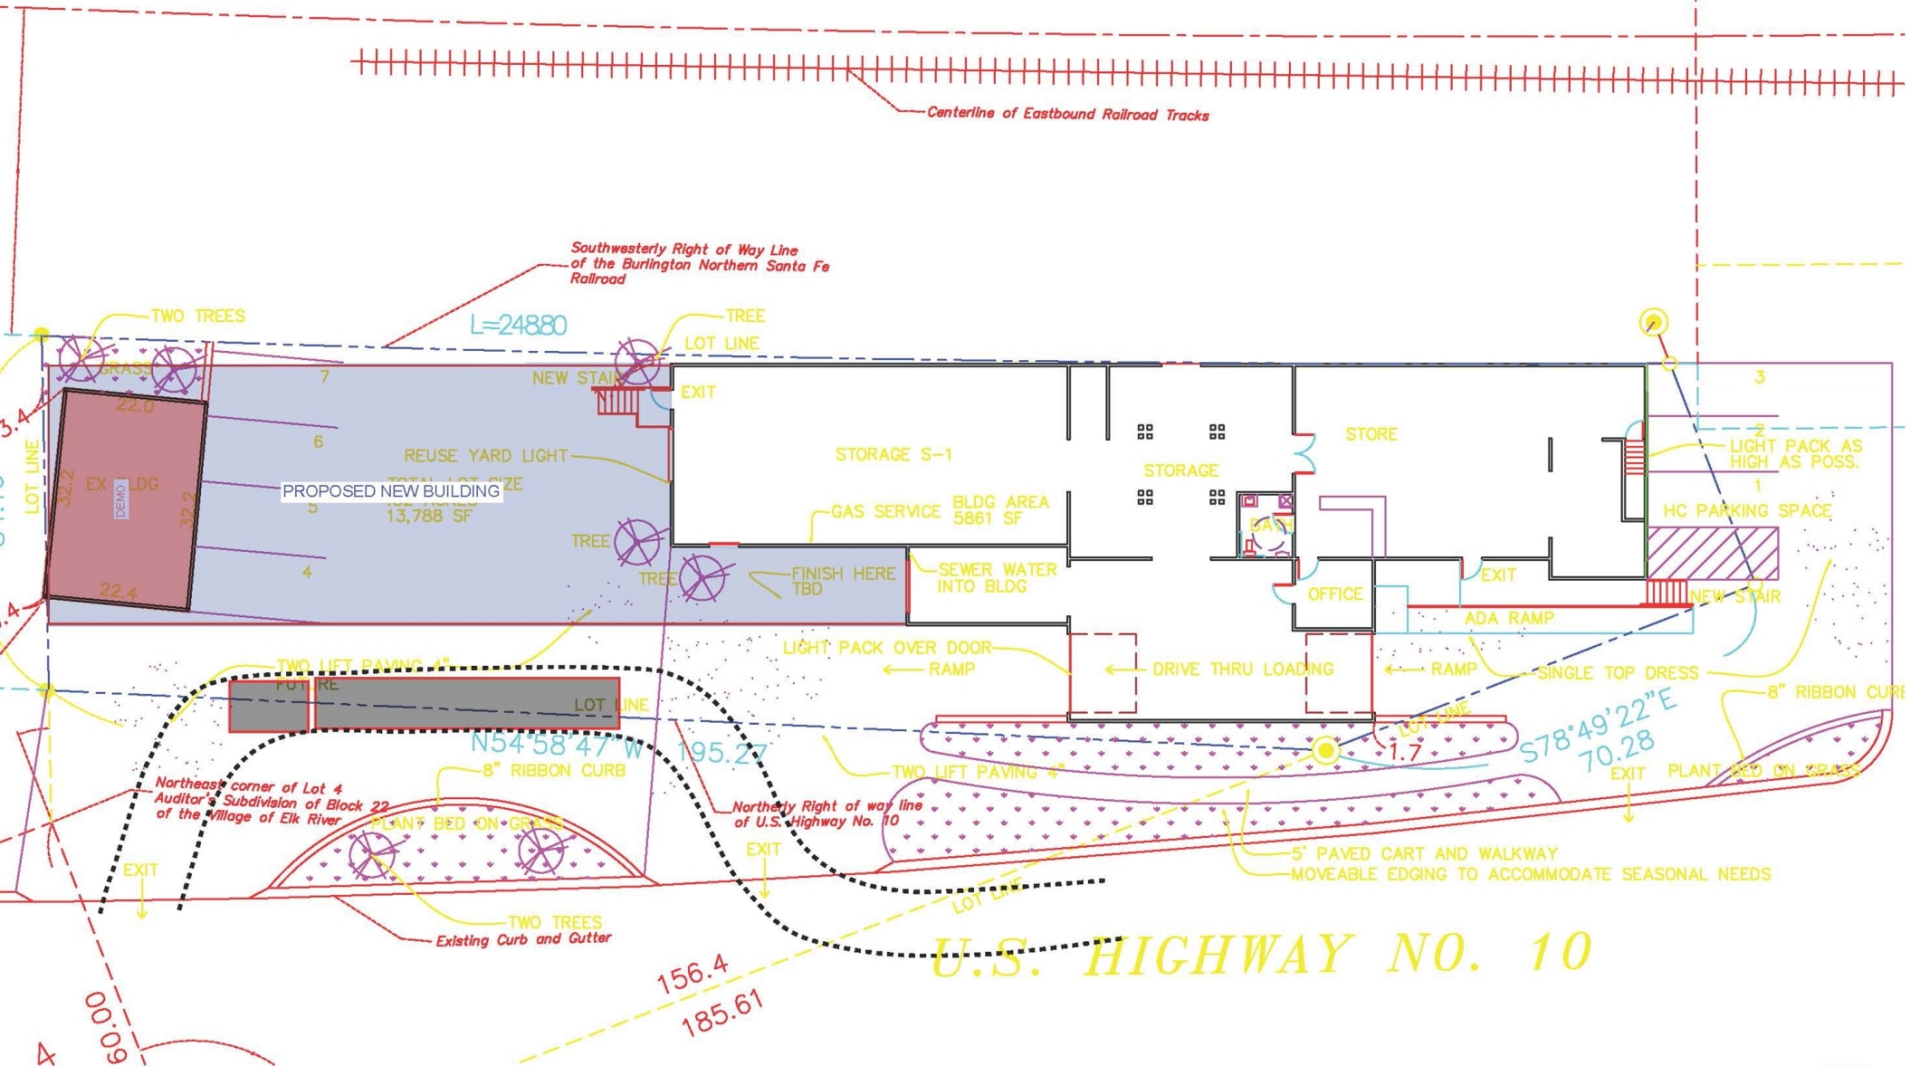 Centerline of Eastbound Railroad Tracks
Southwesterly Right of Way Line
of the Burlington Northern Santa Fe
Railroad
TWO TREES
L=248.80
TREE
LOT LINE
GRASS
7
NEW STAIR
EXIT
3.4
22.0
6
REUSE YARD LIGHT
STORAGE S-1
STORAGE
STORE
3
2
LIGHT PACK AS
HIGH AS POSS.
1
HC PARKING SPACE
LOT LINE
32.2
EX BLDG
DEMO
32.2
PROPOSED NEW BUILDING
5
13,788 SF
GAS SERVICE
BLDG AREA
5861 SF
BATH
TREE
4
TREE
FINISH HERE
TBD
SEWER WATER
INTO BLDG
22.4
OFFICE
EXIT
NEW STAIR
ADA RAMP
TWO LIFT PAVING 4"
FUTURE
LIGHT PACK OVER DOOR
RAMP
DRIVE THRU LOADING
RAMP
SINGLE TOP DRESS
8" RIBBON CURB
LOT LINE
N54°58'47"W
195.27
LOT LINE
1.7
S78°49'22"E
70.28
8" RIBBON CURB
TWO LIFT PAVING 4"
EXIT
PLANT BED ON GRASS
Northeast corner of Lot 4
Auditor's Subdivision of Block 22
of the Village of Elk River
PLANT BED ON GRASS
Northerly Right of way line
of U.S. Highway No. 10
EXIT
EXIT
5' PAVED CART AND WALKWAY
MOVEABLE EDGING TO ACCOMMODATE SEASONAL NEEDS
LOT LINE
TWO TREES
Existing Curb and Gutter
U.S. HIGHWAY NO. 10
156.4
185.61
60.00
4